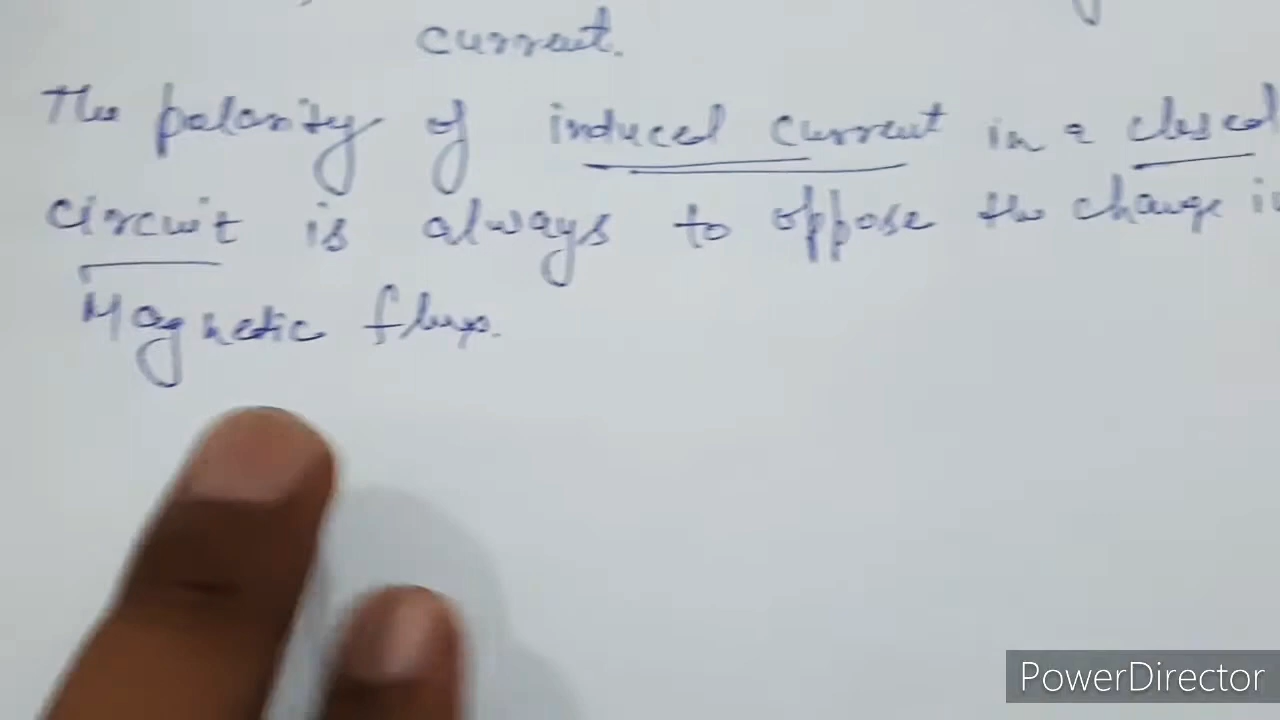 current.
The polarity of induced current in a closed
circuit is always to oppose the change in
Magnetic flux.
PowerDirector